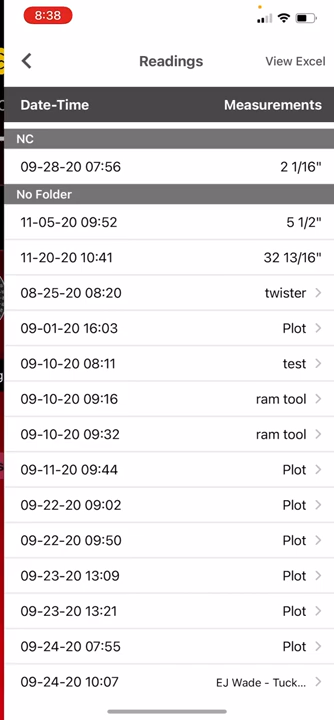 8:38
Readings
View Excel
Date-Time Measurements
NC
09-28-20 07:56 2 1/16"
No Folder
11-05-20 09:52 5 1/2"
11-20-20 10:41 32 13/16"
08-25-20 08:20 twister
09-01-20 16:03 Plot
09-10-20 08:11 test
09-10-20 09:16 ram tool
09-10-20 09:32 ram tool
09-11-20 09:44 Plot
09-22-20 09:02 Plot
09-22-20 09:50 Plot
09-23-20 13:09 Plot
09-23-20 13:21 Plot
09-24-20 07:55 Plot
09-24-20 10:07 EJ Wade - Tuck...